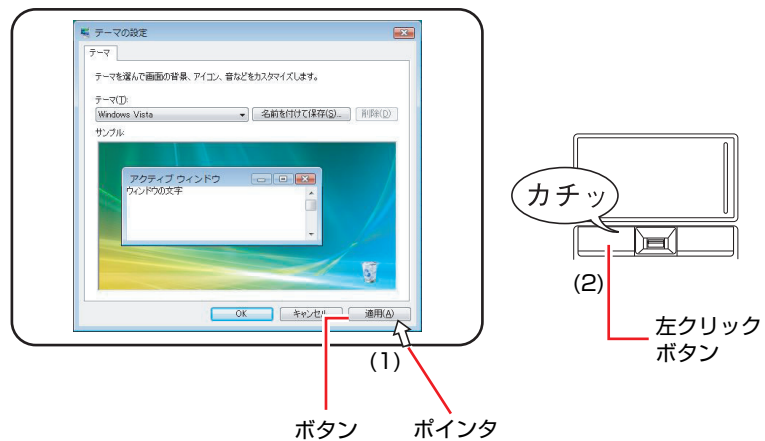 テーマの設定
テーマ
テーマを選んで画面の背景、アイコン、音などをカスタマイズします。
テーマ(T):
Windows Vista
名前を付けて保存(S)...
削除(D)
サンプル:
アクティブ ウィンドウ
ウィンドウの文字
OK
キャンセル
適用(A)
(1)
ボタン
ポインタ
カチッ
(2)
左クリック
ボタン